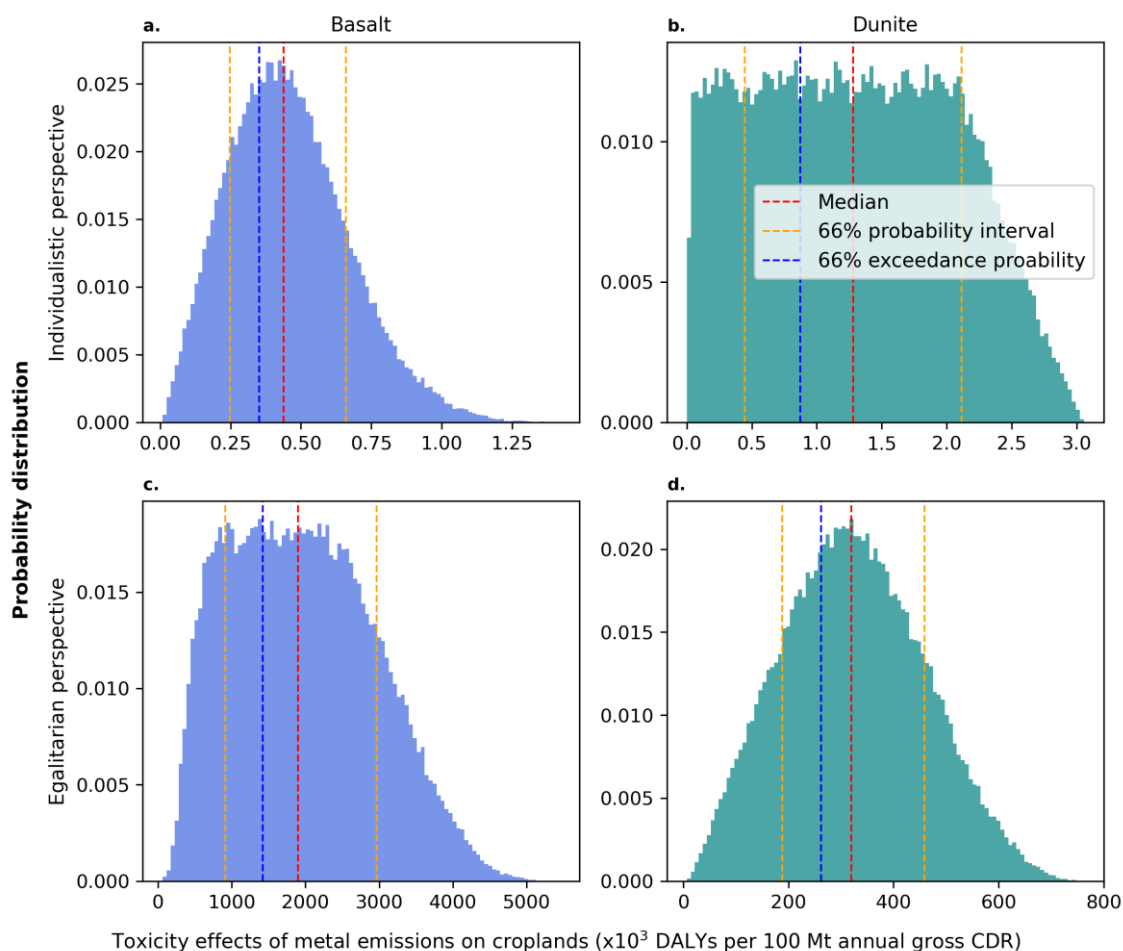 a.
Basalt
Dunite
Individualistic perspective
0.025
0.020
0.015
0.010
0.005
0.000
0.00 0.25 0.50 0.75 1.00 1.25
b.
0.010
0.005
0.000
0.0 0.5 1.0 1.5 2.0 2.5 3.0
Median
66% probability interval
66% exceedance proability
Probability distribution
c.
Egalitarian perspective
0.015
0.010
0.005
0.000
0 1000 2000 3000 4000 5000
d.
0.020
0.015
0.010
0.005
0.000
0 200 400 600 800
Toxicity effects of metal emissions on croplands (x10³ DALYs per 100 Mt annual gross CDR)